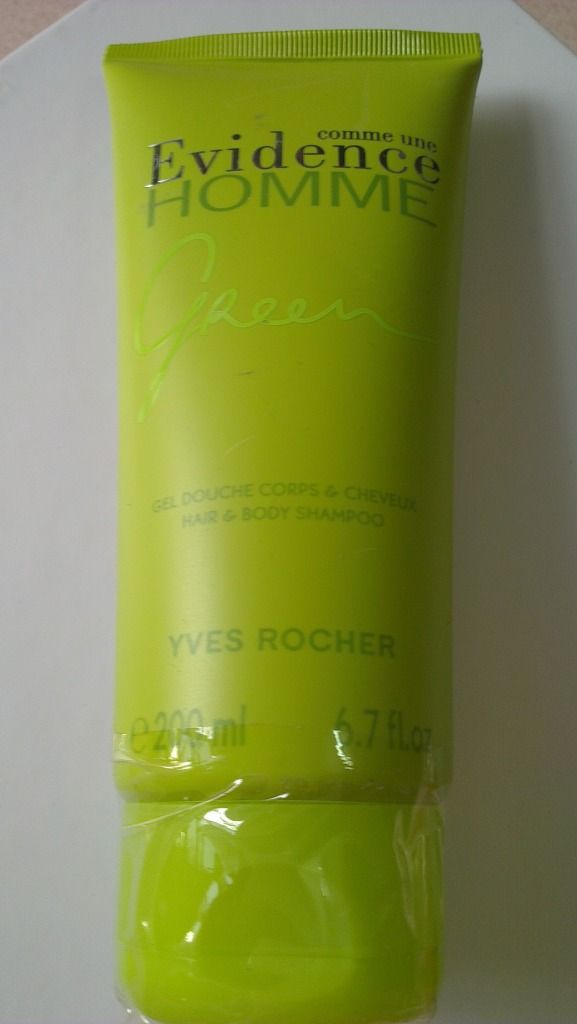 comme une
Evidence
HOMME
Green
GEL DOUCHE CORPS & CHEVEUX
HAIR & BODY SHAMPOO
YVES ROCHER
e 200 ml 6.7 fl.oz